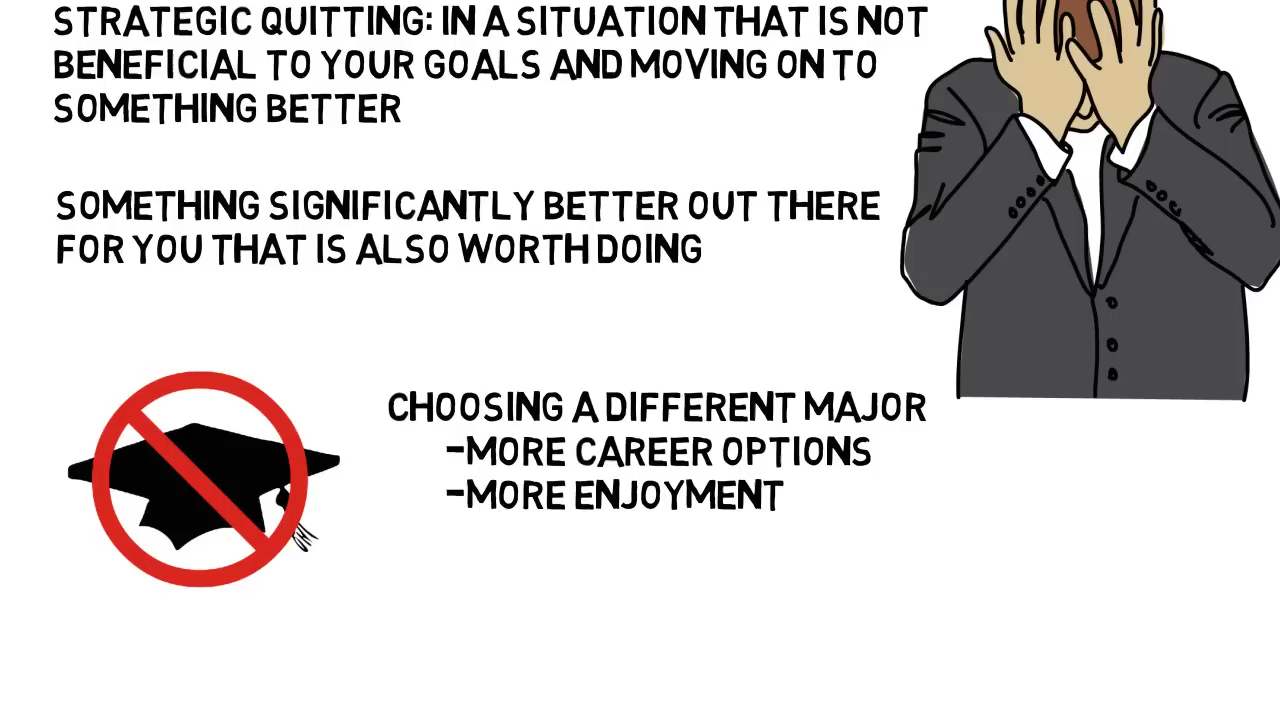 STRATEGIC QUITTING: IN A SITUATION THAT IS NOT
BENEFICIAL TO YOUR GOALS AND MOVING ON TO
SOMETHING BETTER
SOMETHING SIGNIFICANTLY BETTER OUT THERE
FOR YOU THAT IS ALSO WORTH DOING
CHOOSING A DIFFERENT MAJOR
-MORE CAREER OPTIONS
-MORE ENJOYMENT